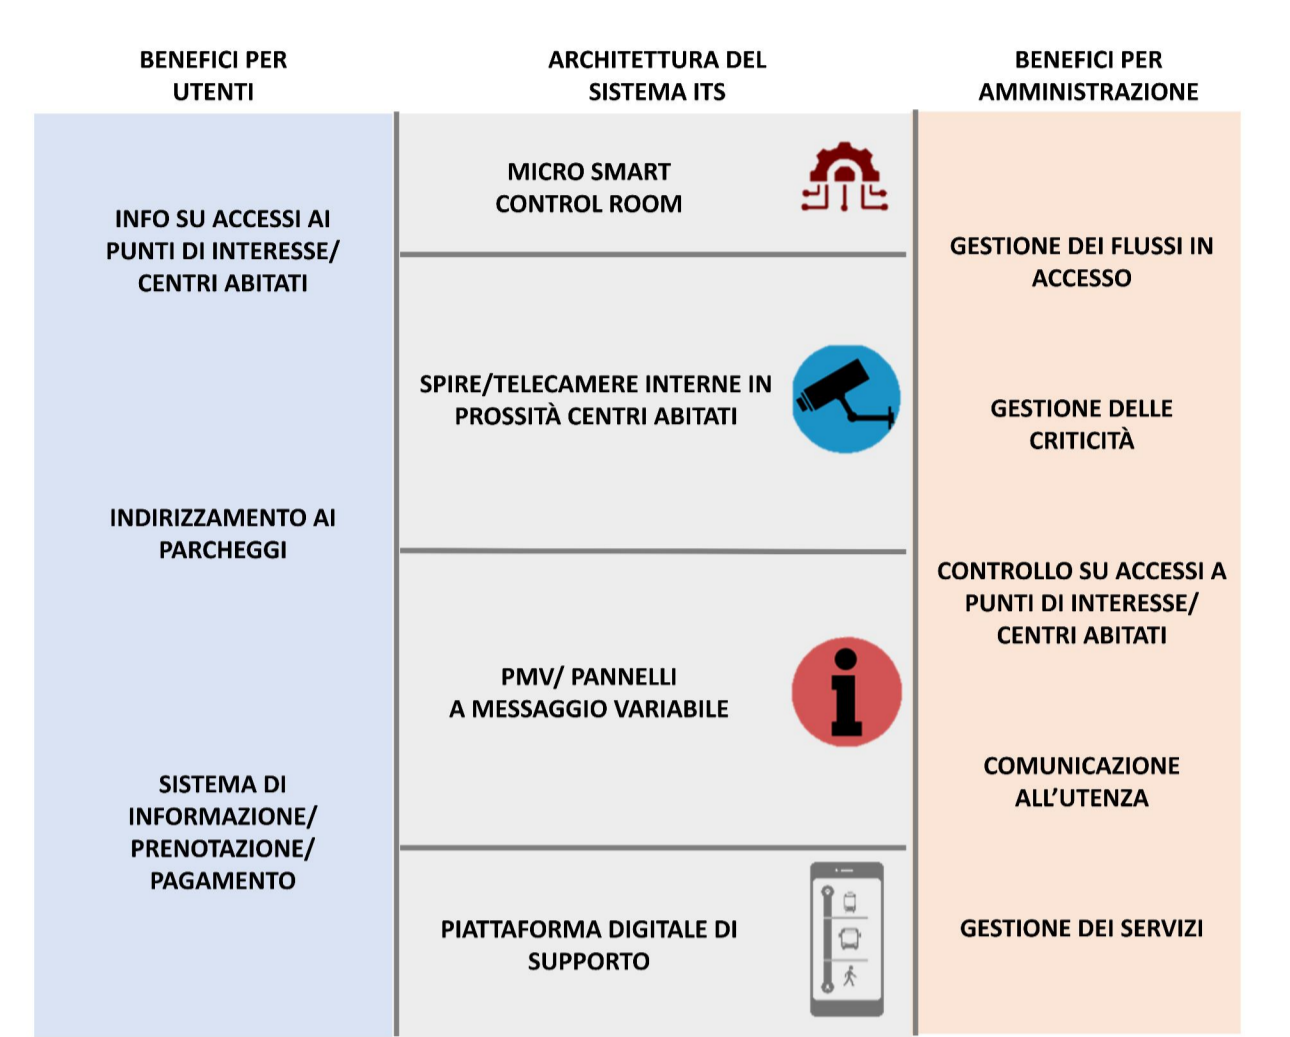 BENEFICI PER
UTENTI
INFO SU ACCESSI AI
PUNTI DI INTERESSE/
CENTRI ABITATI
INDIRIZZAMENTO AI
PARCHEGGI
SISTEMA DI
INFORMAZIONE/
PRENOTAZIONE/
PAGAMENTO
ARCHITETTURA DEL
SISTEMA ITS
MICRO SMART
CONTROL ROOM
SPIRE/TELECAMERE INTERNE IN
PROSSITÀ CENTRI ABITATI
PMV/ PANNELLI
A MESSAGGIO VARIABILE
PIATTAFORMA DIGITALE DI
SUPPORTO
BENEFICI PER
AMMINISTRAZIONE
GESTIONE DEI FLUSSI IN
ACCESSO
GESTIONE DELLE
CRITICITÀ
CONTROLLO SU ACCESSI A
PUNTI DI INTERESSE/
CENTRI ABITATI
COMUNICAZIONE
ALL’UTENZA
GESTIONE DEI SERVIZI